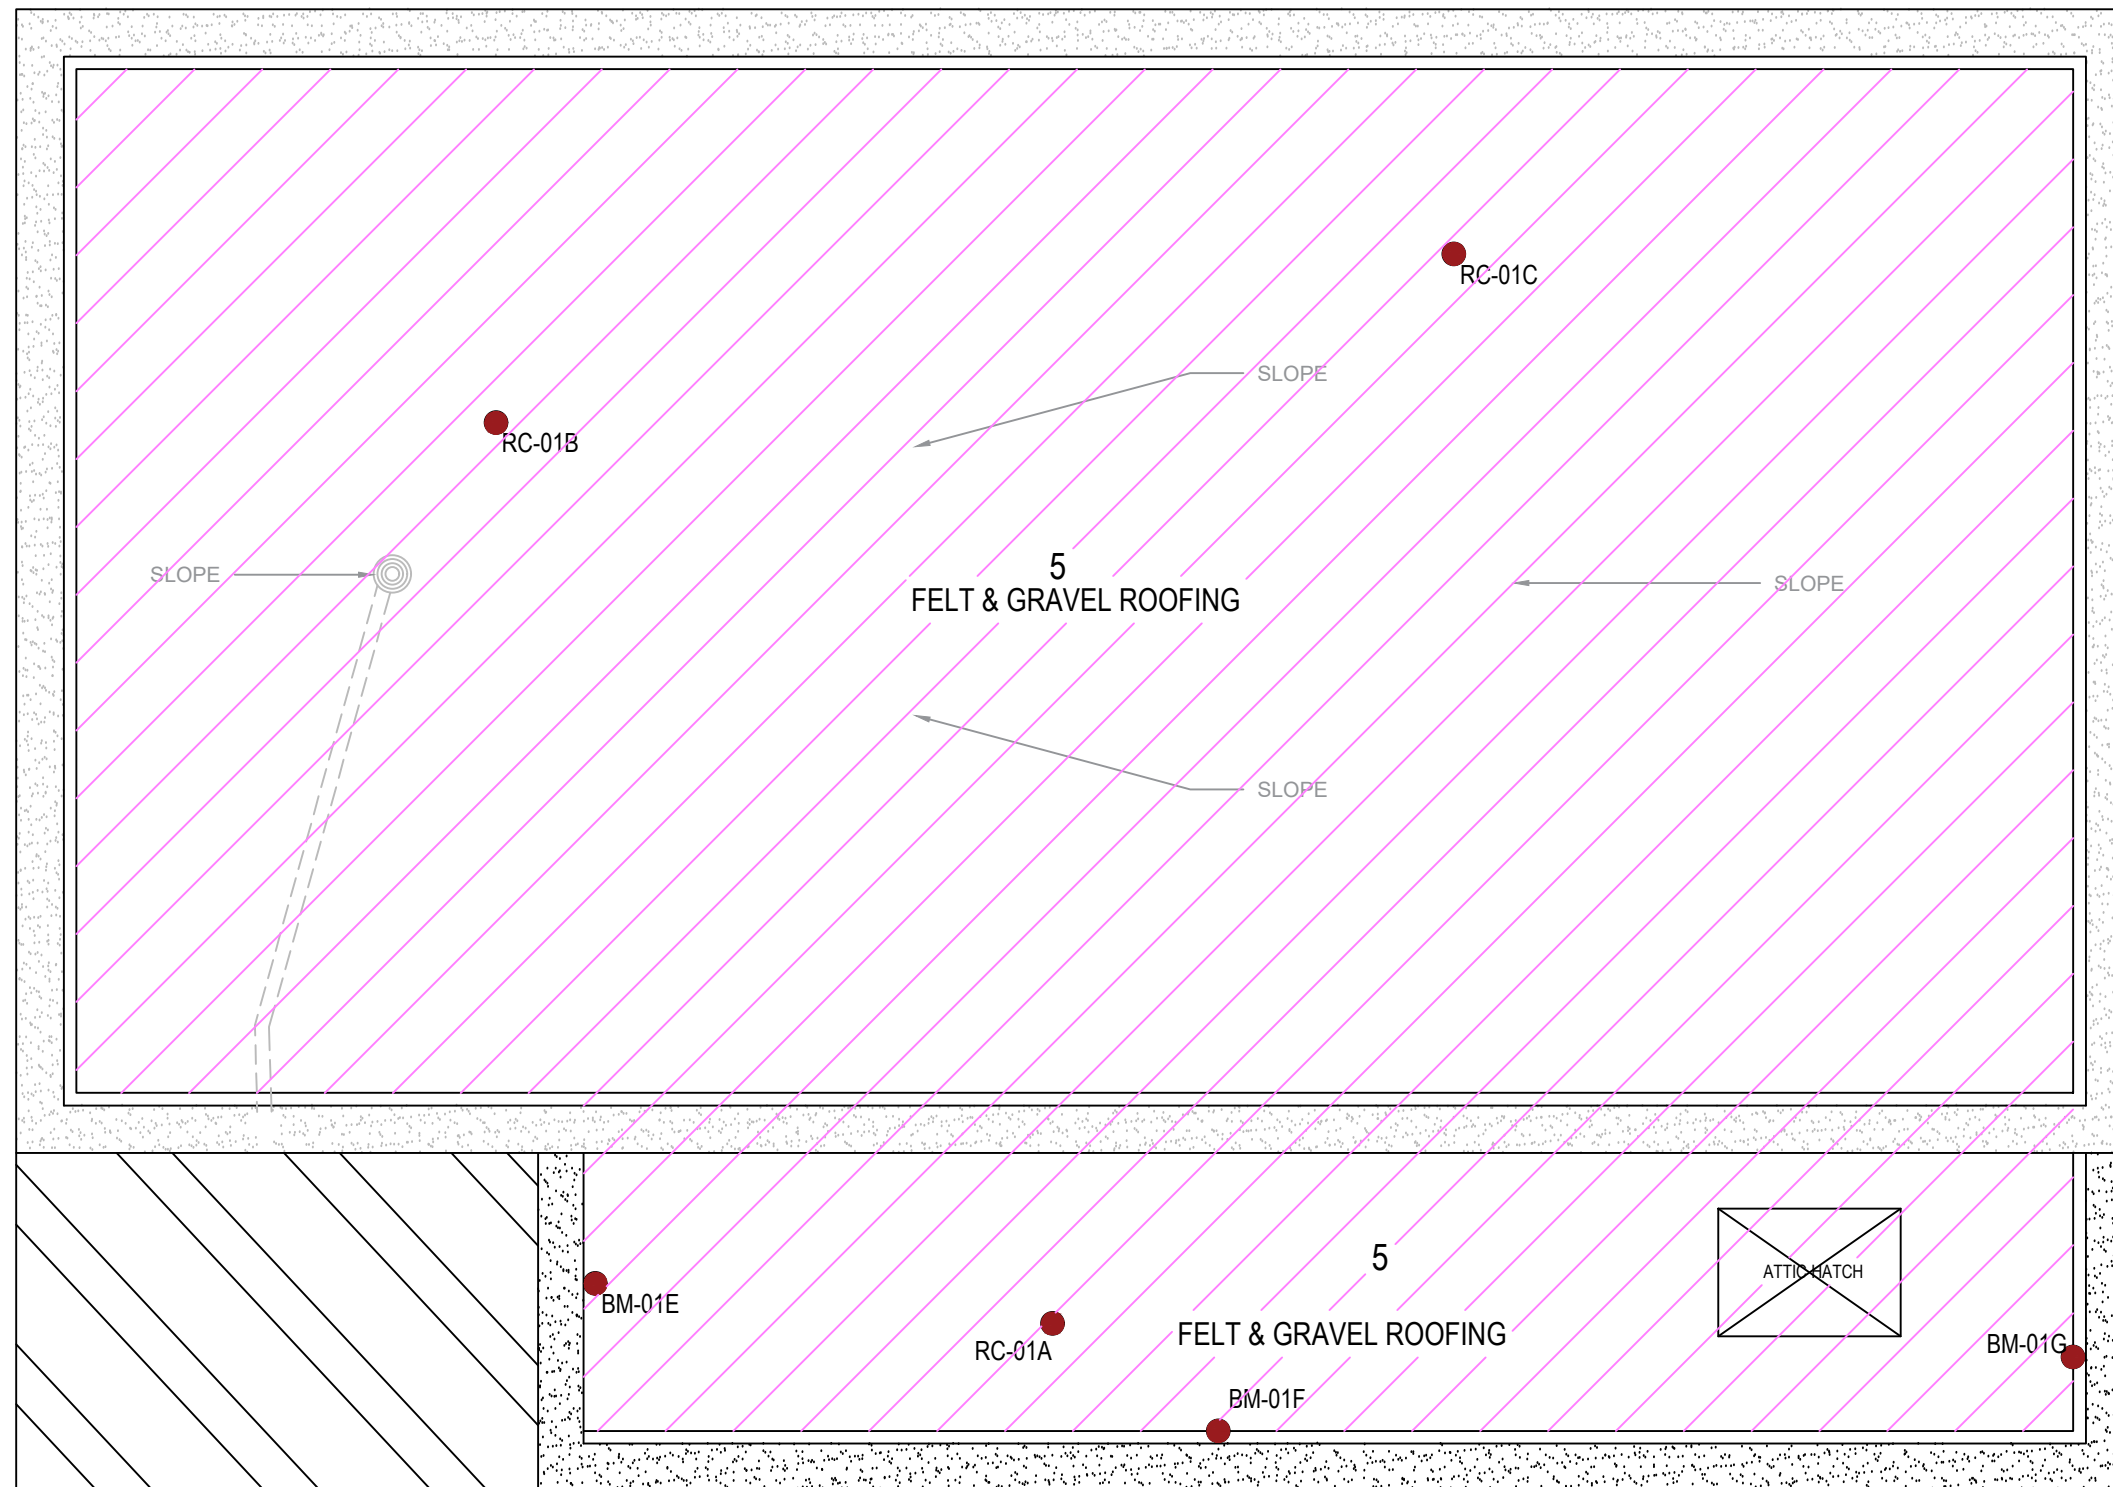 RC-01C
SLOPE
RC-01B
5
FELT & GRAVEL ROOFING
SLOPE
SLOPE
SLOPE
5
ATTIC HATCH
BM-01E
FELT & GRAVEL ROOFING
RC-01A
BM-01G
BM-01F